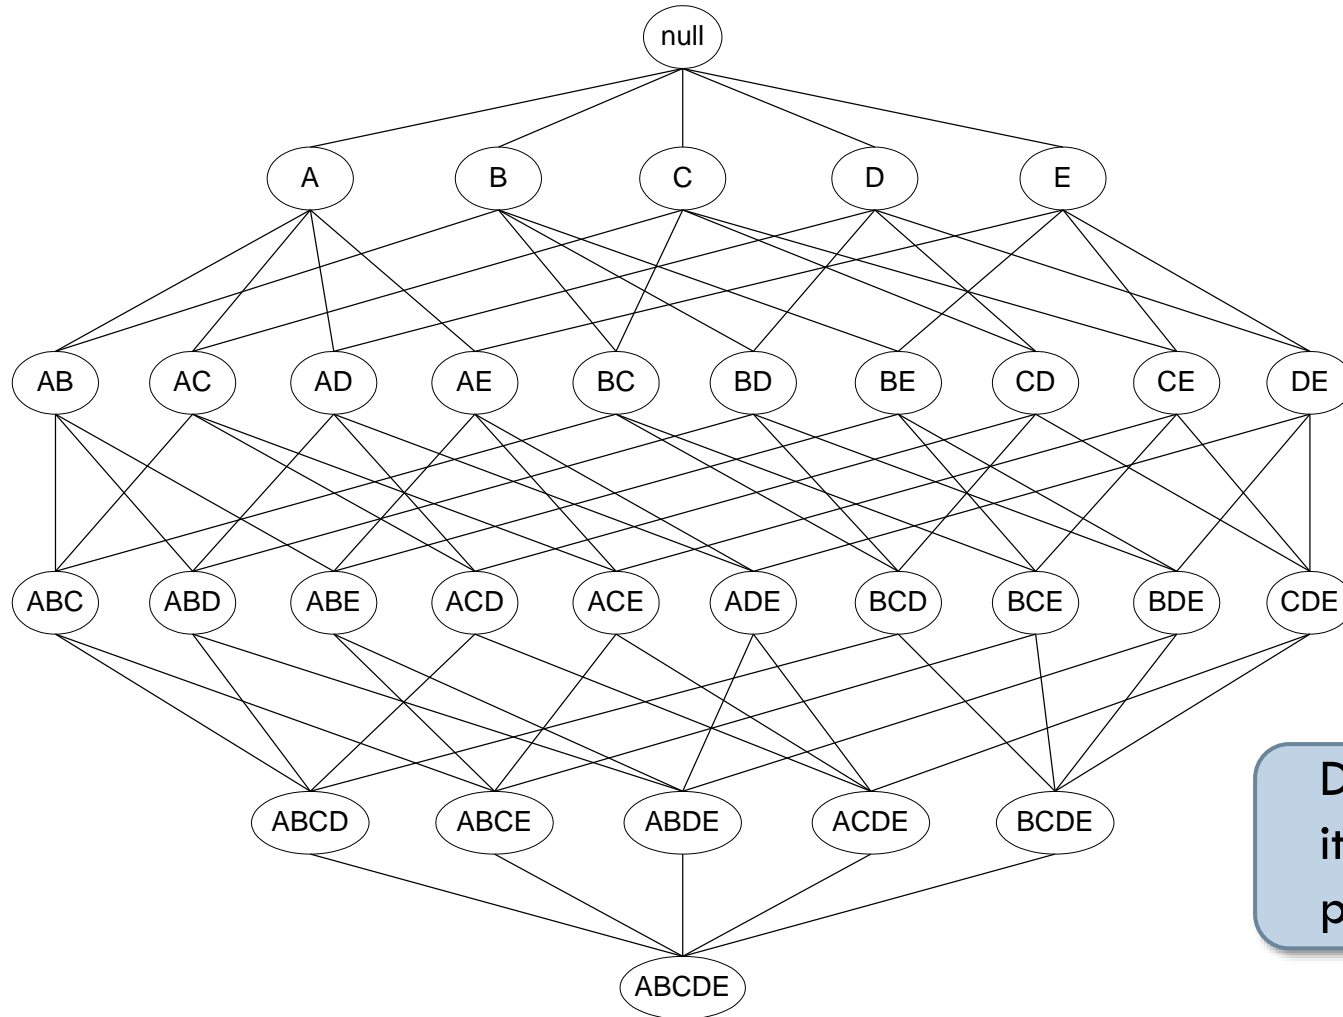 null
A B C D E
AB AC AD AE BC BD BE CD CE DE
ABC ABD ABE ACD ACE ADE BCD BCE BDE CDE
ABCD ABCE ABDE ACDE BCDE
ABCDE